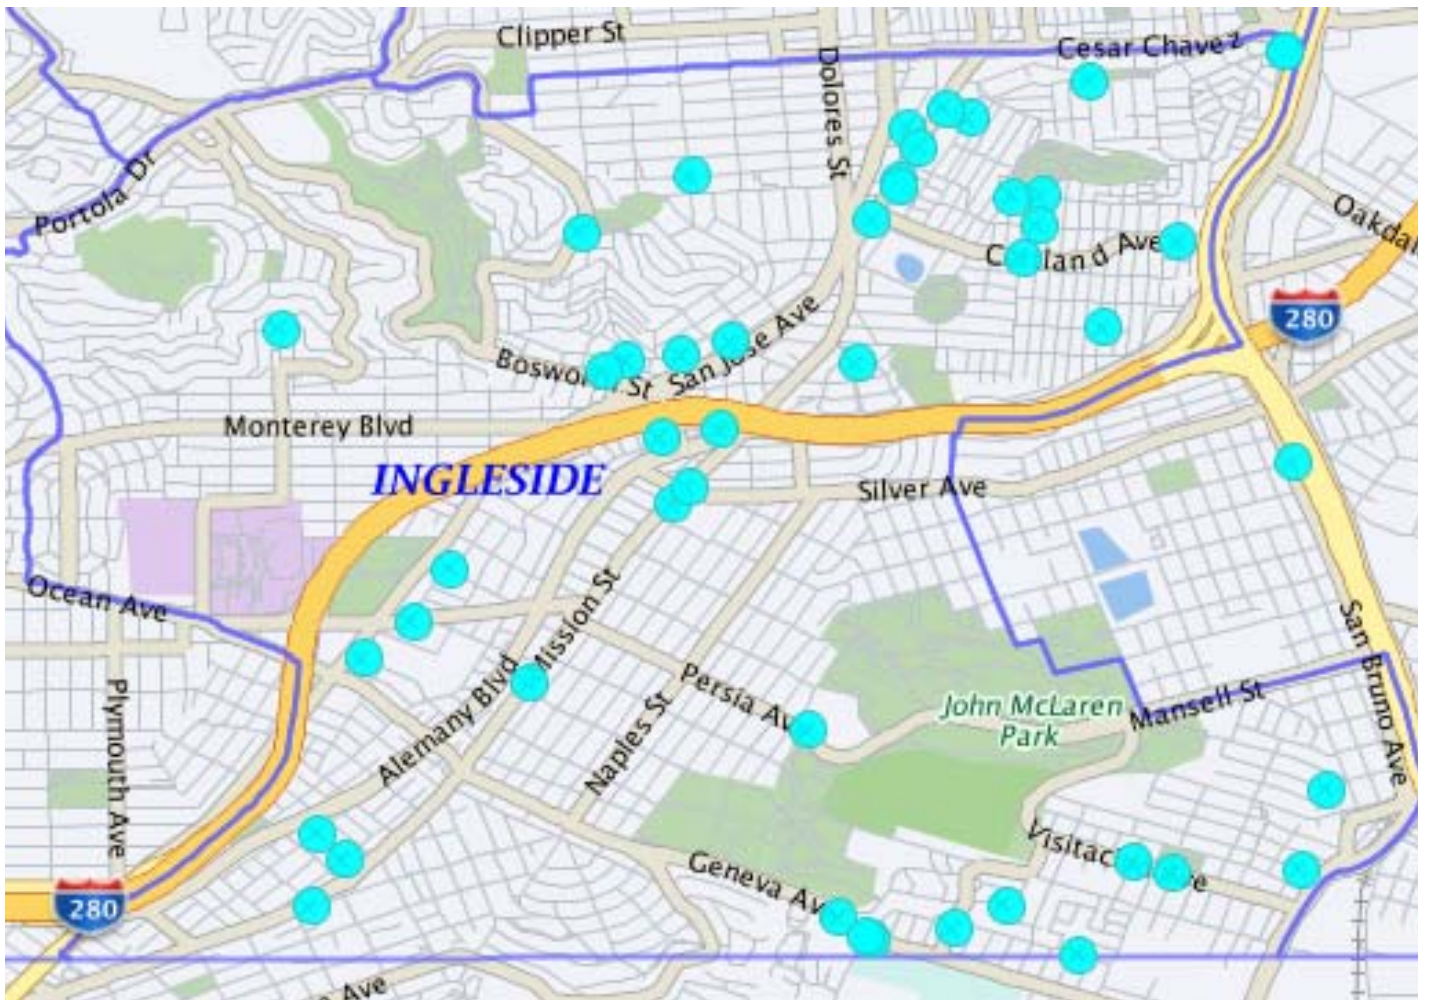 Clipper St
Cesar Chavez
Dolores St
Portola Dr
Oakdal
Ave
280
San Jose Ave
St
Monterey Blvd
INGLESIDE
Silver Ave
Ocean Ave
Mission St
San Bruno Ave
Persia Av
John McLaren
Park
Mansell St
Plymouth Ave
Alemany Blvd
Naples St
Visitac
Geneva Av
280
Ave